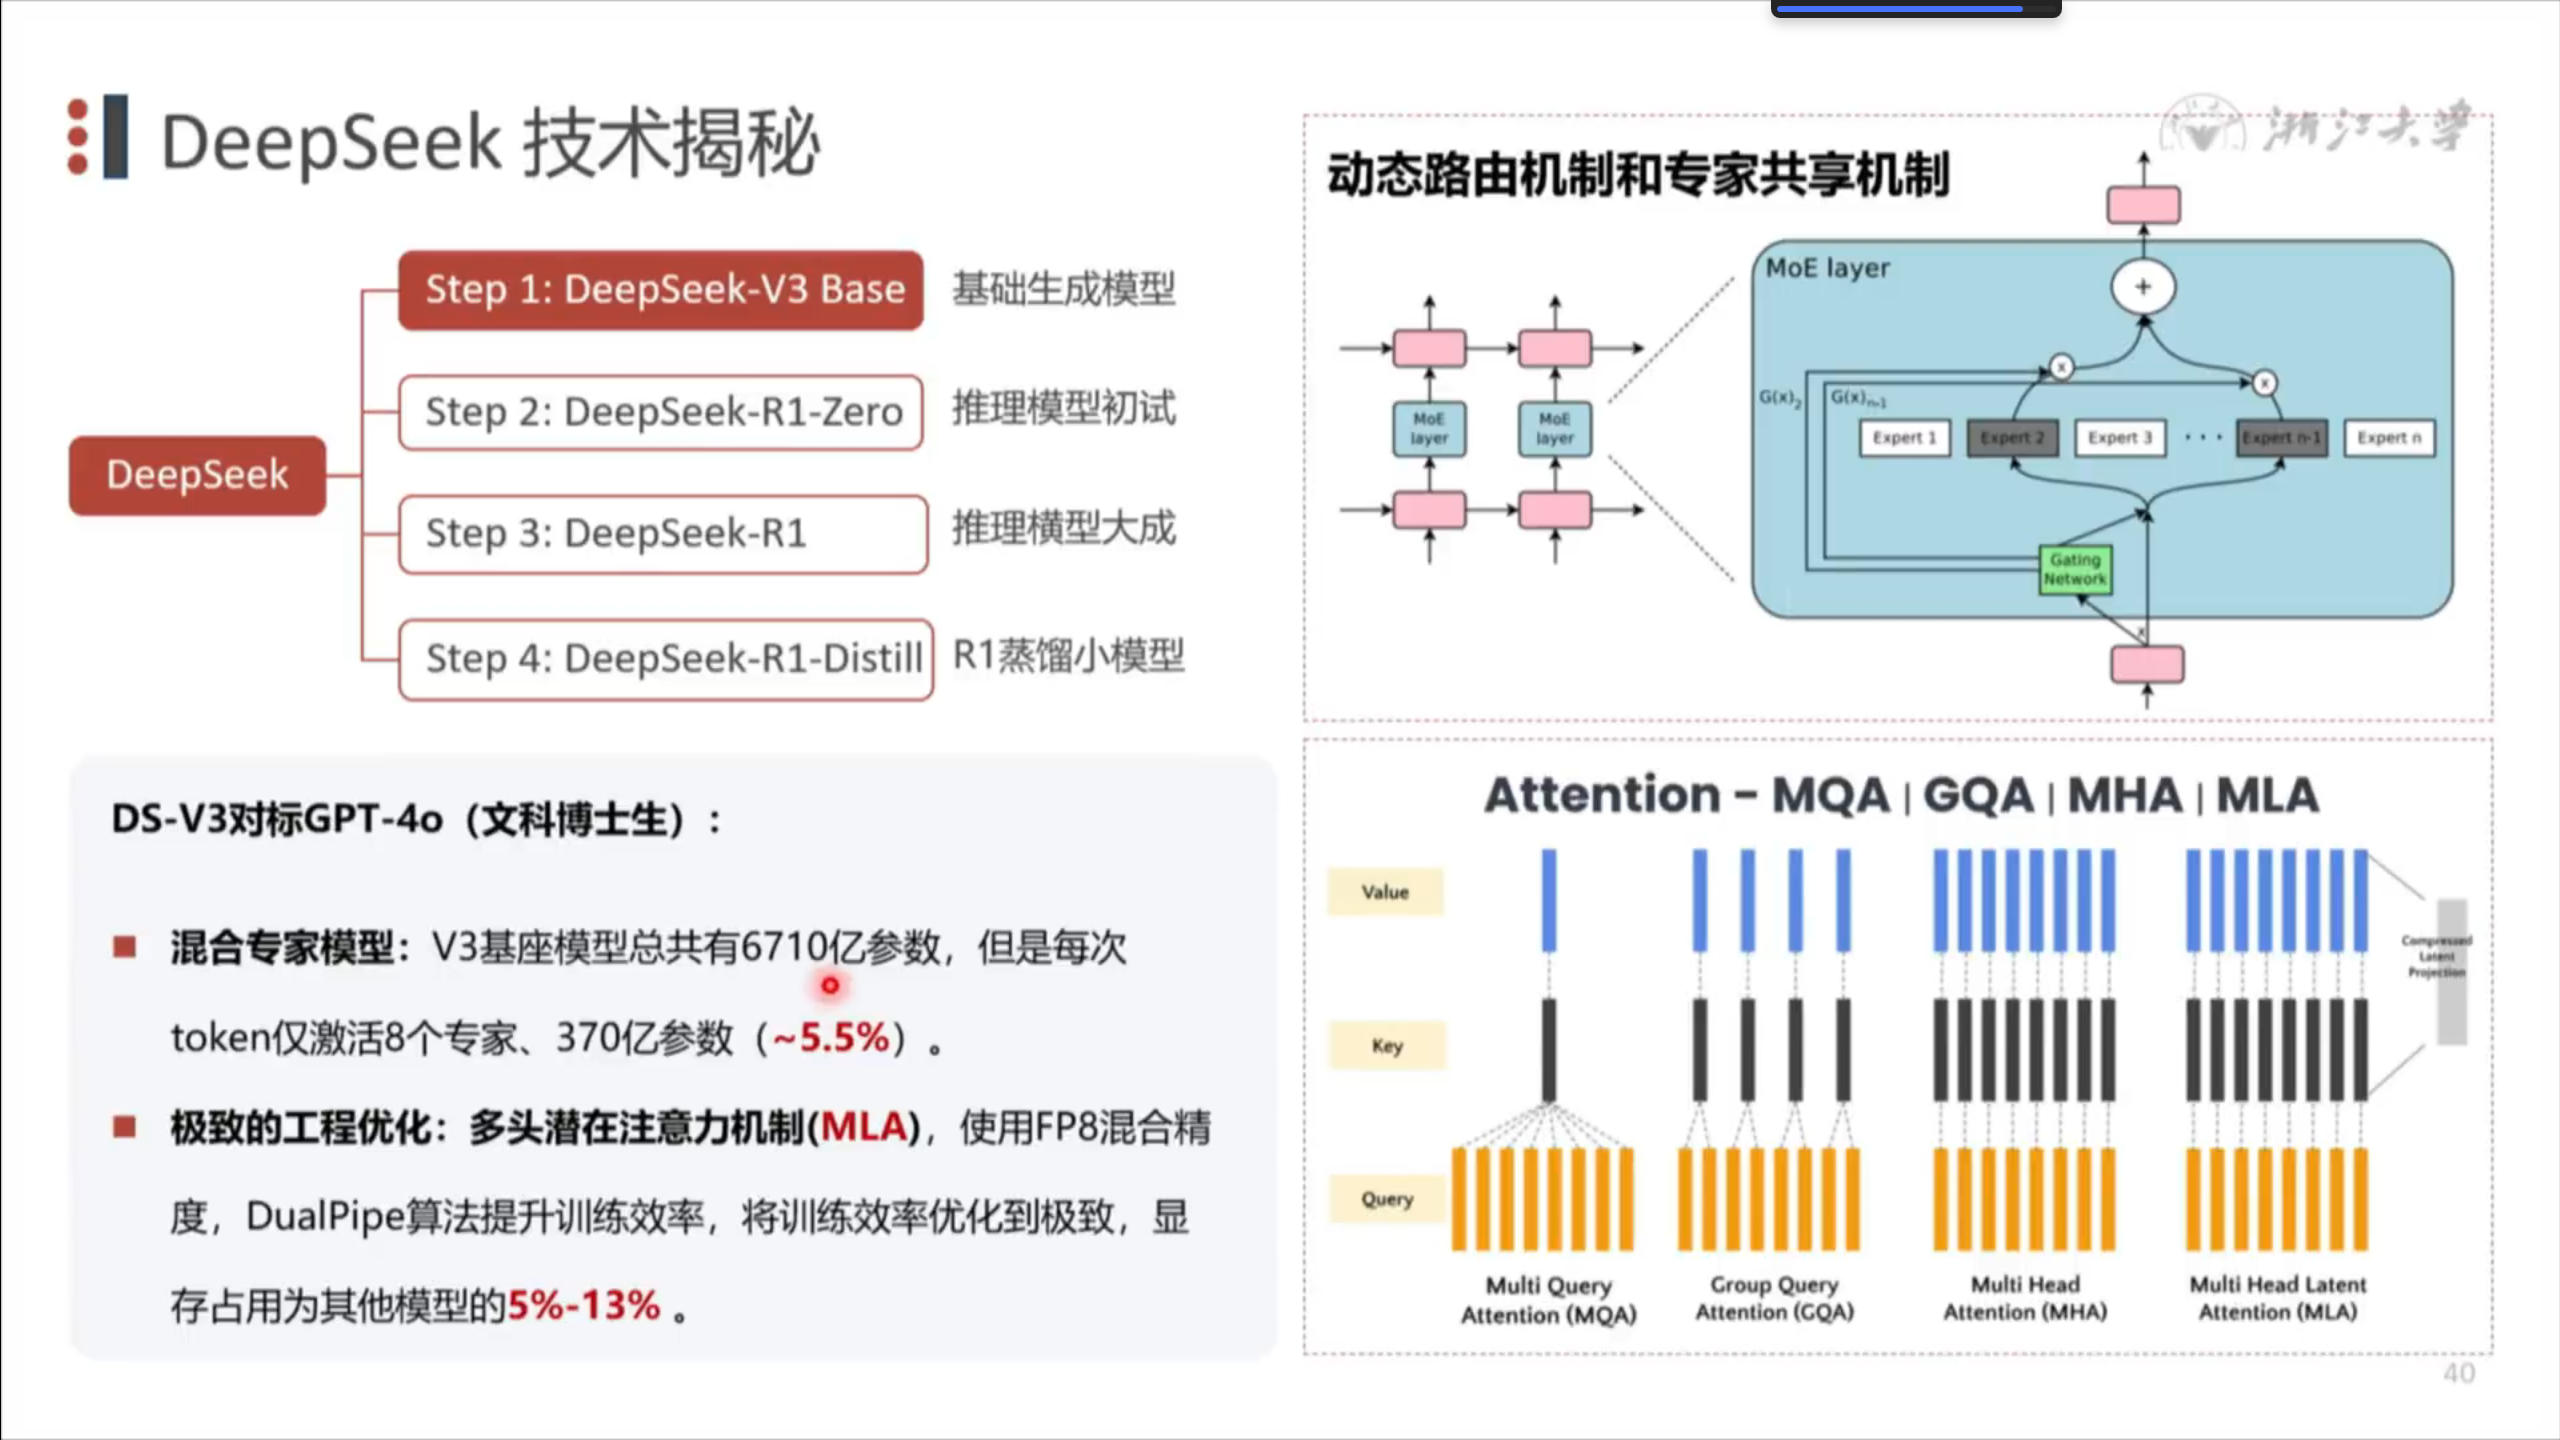 DeepSeek 技术揭秘
浙江大学
DeepSeek
Step 1: DeepSeek-V3 Base
基础生成模型
Step 2: DeepSeek-R1-Zero
推理模型初试
Step 3: DeepSeek-R1
推理横型大成
Step 4: DeepSeek-R1-Distill
R1蒸馏小模型
动态路由机制和专家共享机制
MoE layer
MoE layer
MoE layer
+
x
x
G(x)₂
G(x)ₙ₋₁
Expert 1
Expert 2
Expert 3
· · ·
Expert n-1
Expert n
Gating Network
x
DS-V3对标GPT-4o（文科博士生）:
混合专家模型：V3基座模型总共有6710亿参数，但是每次
token仅激活8个专家、370亿参数（~5.5%）。
极致的工程优化：多头潜在注意力机制(MLA)，使用FP8混合精
度，DualPipe算法提升训练效率，将训练效率优化到极致，显
存占用为其他模型的5%-13% 。
Attention - MQA | GQA | MHA | MLA
Value
Key
Query
Compressed
Latent
Projection
Multi Query
Attention (MQA)
Group Query
Attention (GQA)
Multi Head
Attention (MHA)
Multi Head Latent
Attention (MLA)
40